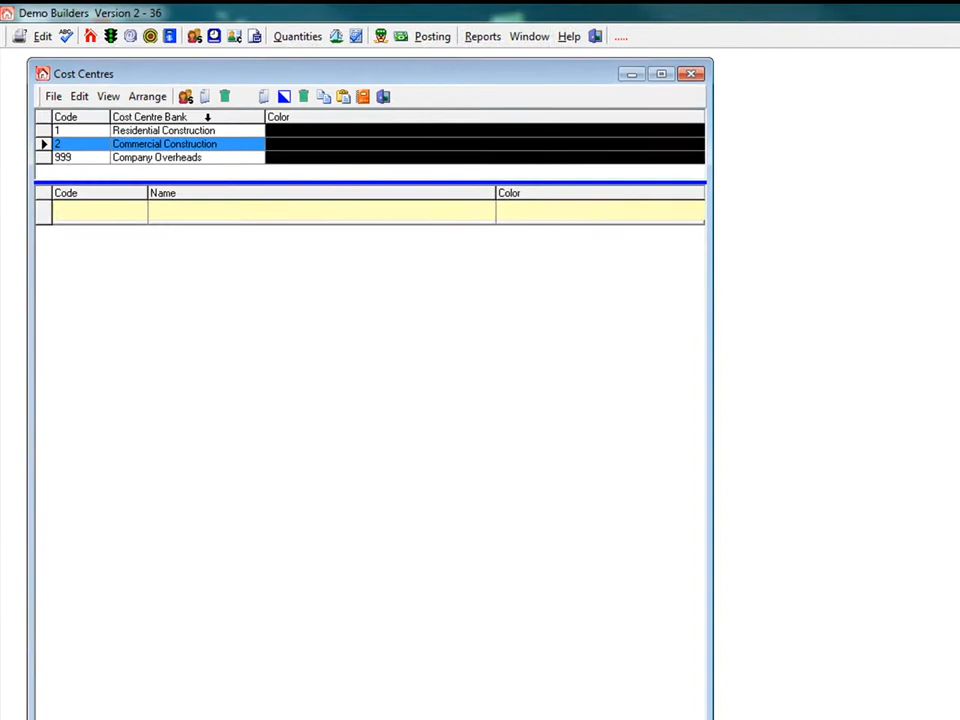 Demo Builders Version 2 - 36
Edit Quantities Posting Reports Window Help .....
Cost Centres
File Edit View Arrange
Code Cost Centre Bank Color
1 Residential Construction
2 Commercial Construction
999 Company Overheads
Code Name Color